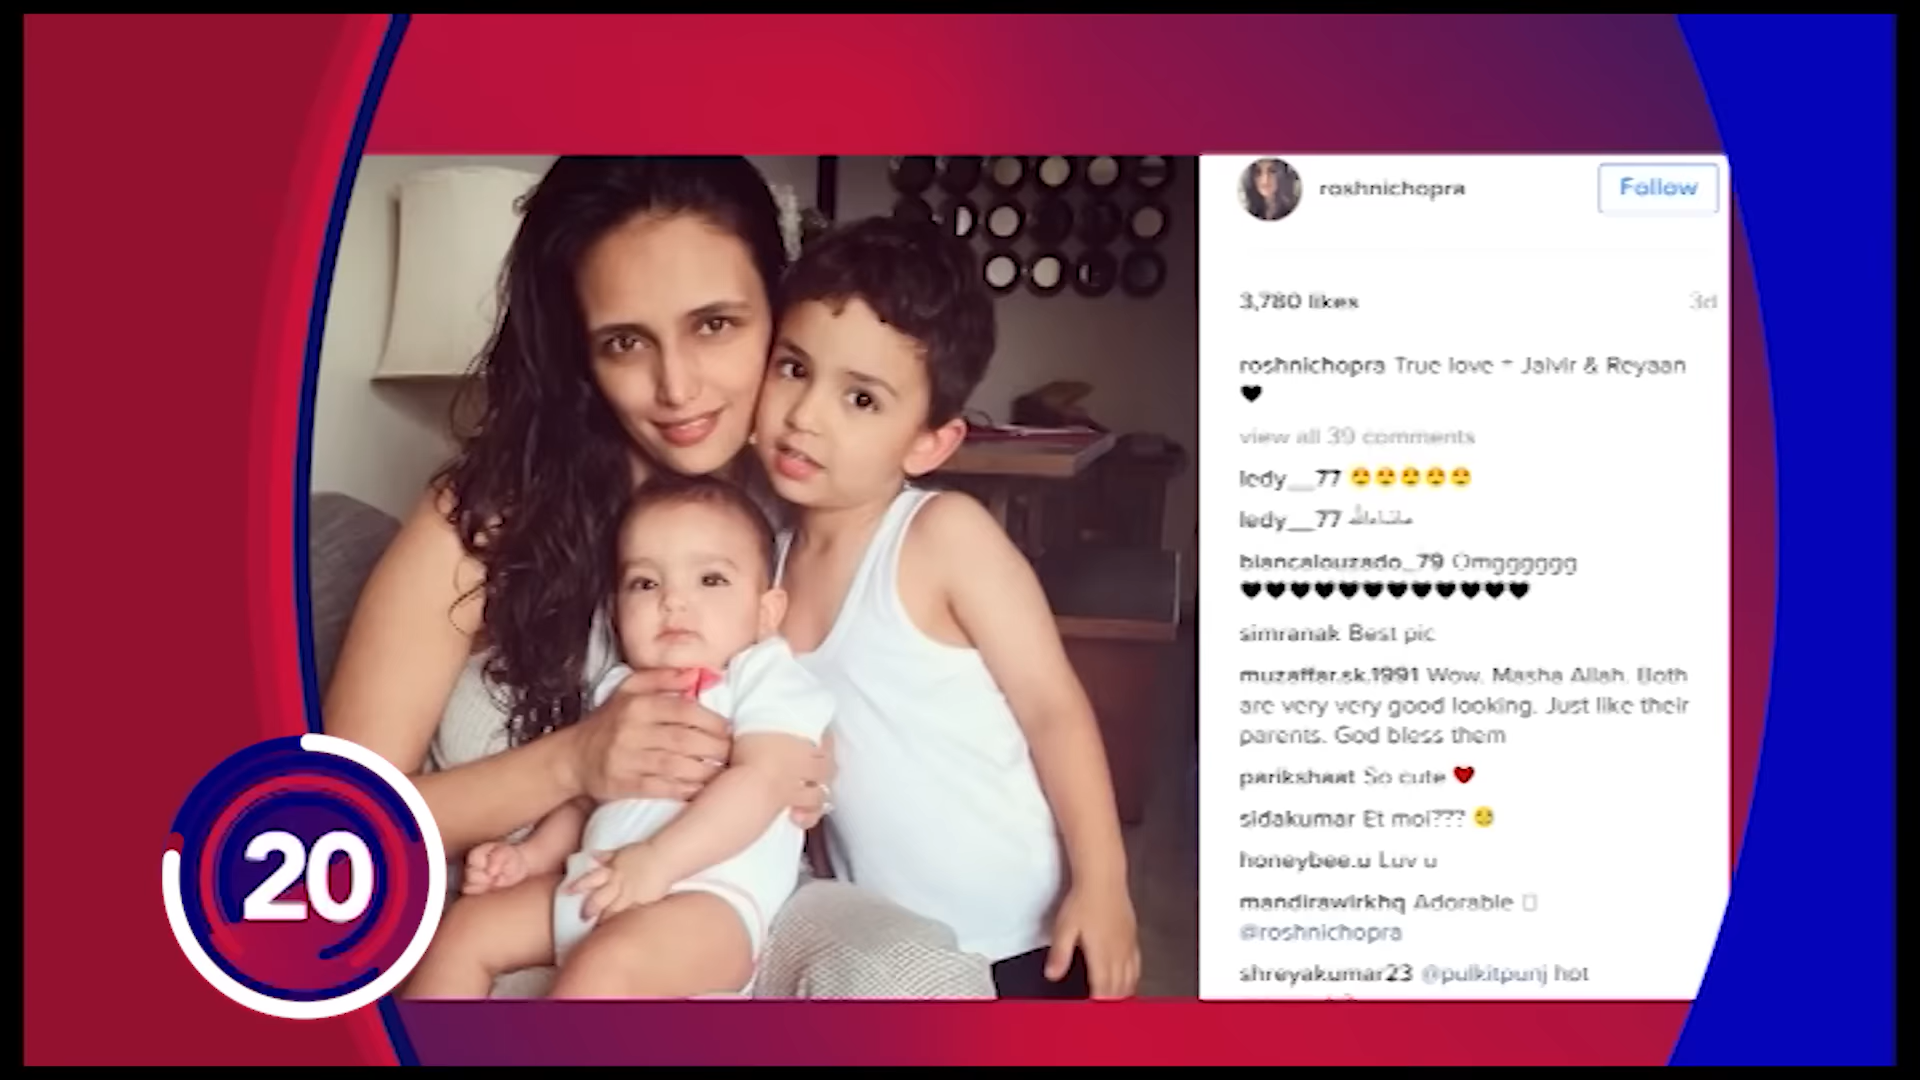 roshnichopra
Follow
3,780 likes
3d
roshnichopra True love = Jaivir & Reyaan
🖤
view all 39 comments
ledy__77 😍😍😍😍😍
ledy__77 ماشاءالله
biancalouzado_79 Omgggggg
🖤🖤🖤🖤🖤🖤🖤🖤🖤🖤🖤🖤
simranak Best pic
muzaffar.sk.1991 Wow. Masha Allah. Both
are very very good looking. Just like their
parents. God bless them
parikshaat So cute ❤
sidakumar Et moi???
honeybee.u Luv u
mandirawirkhq Adorable
@roshnichopra
shreyakumar23 @pulkitpunj hot
20